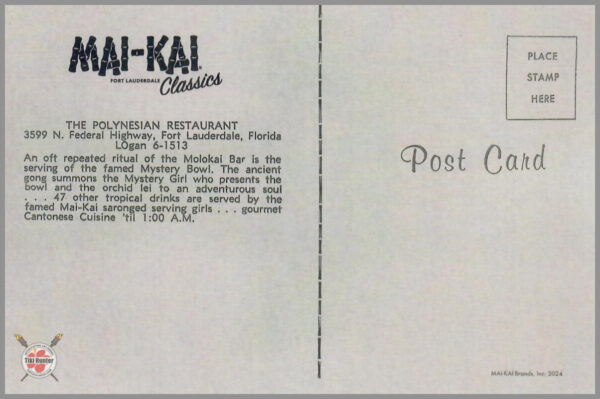 MAI-KAI
FORT LAUDERDALE
Classics
THE POLYNESIAN RESTAURANT
3599 N. Federal Highway, Fort Lauderdale, Florida
LOgan 6-1513
An oft repeated ritual of the Molokai Bar is the
serving of the famed Mystery Bowl. The ancient
gong summons the Mystery Girl who presents the
bowl and the orchid lei to an adventurous soul
. . . 47 other tropical drinks are served by the
famed Mai-Kai saronged serving girls . . . gourmet
Cantonese Cuisine 'til 1:00 A.M.
PLACE
STAMP
HERE
Post Card
MAI-KAI Brands, Inc. 2024
Tiki Hunter